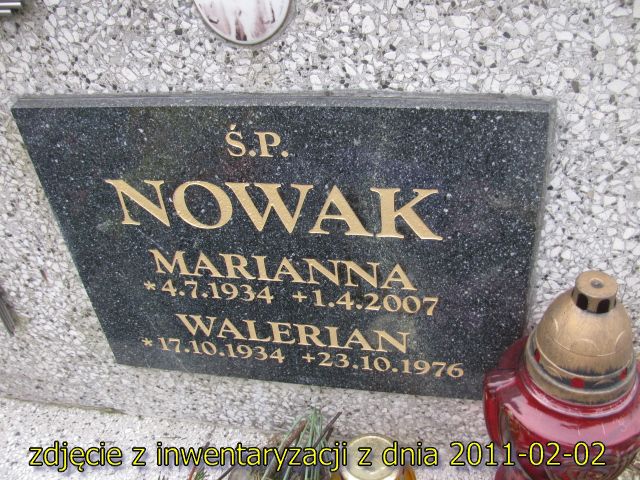 Ś.P.
NOWAK
MARIANNA
*4.7.1934 +1.4.2007
WALERIAN
*17.10.1934 +23.10.1976
zdjęcie z inwentaryzacji z dnia 2011-02-02